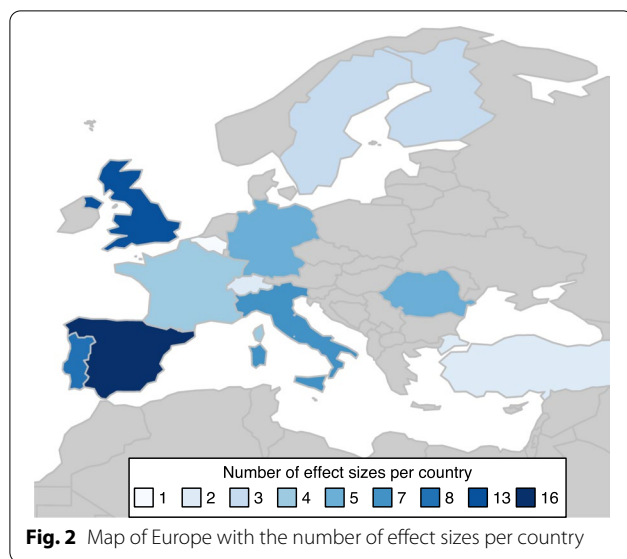 Number of effect sizes per country
1 2 3 4 5 7 8 13 16
Fig. 2 Map of Europe with the number of effect sizes per country